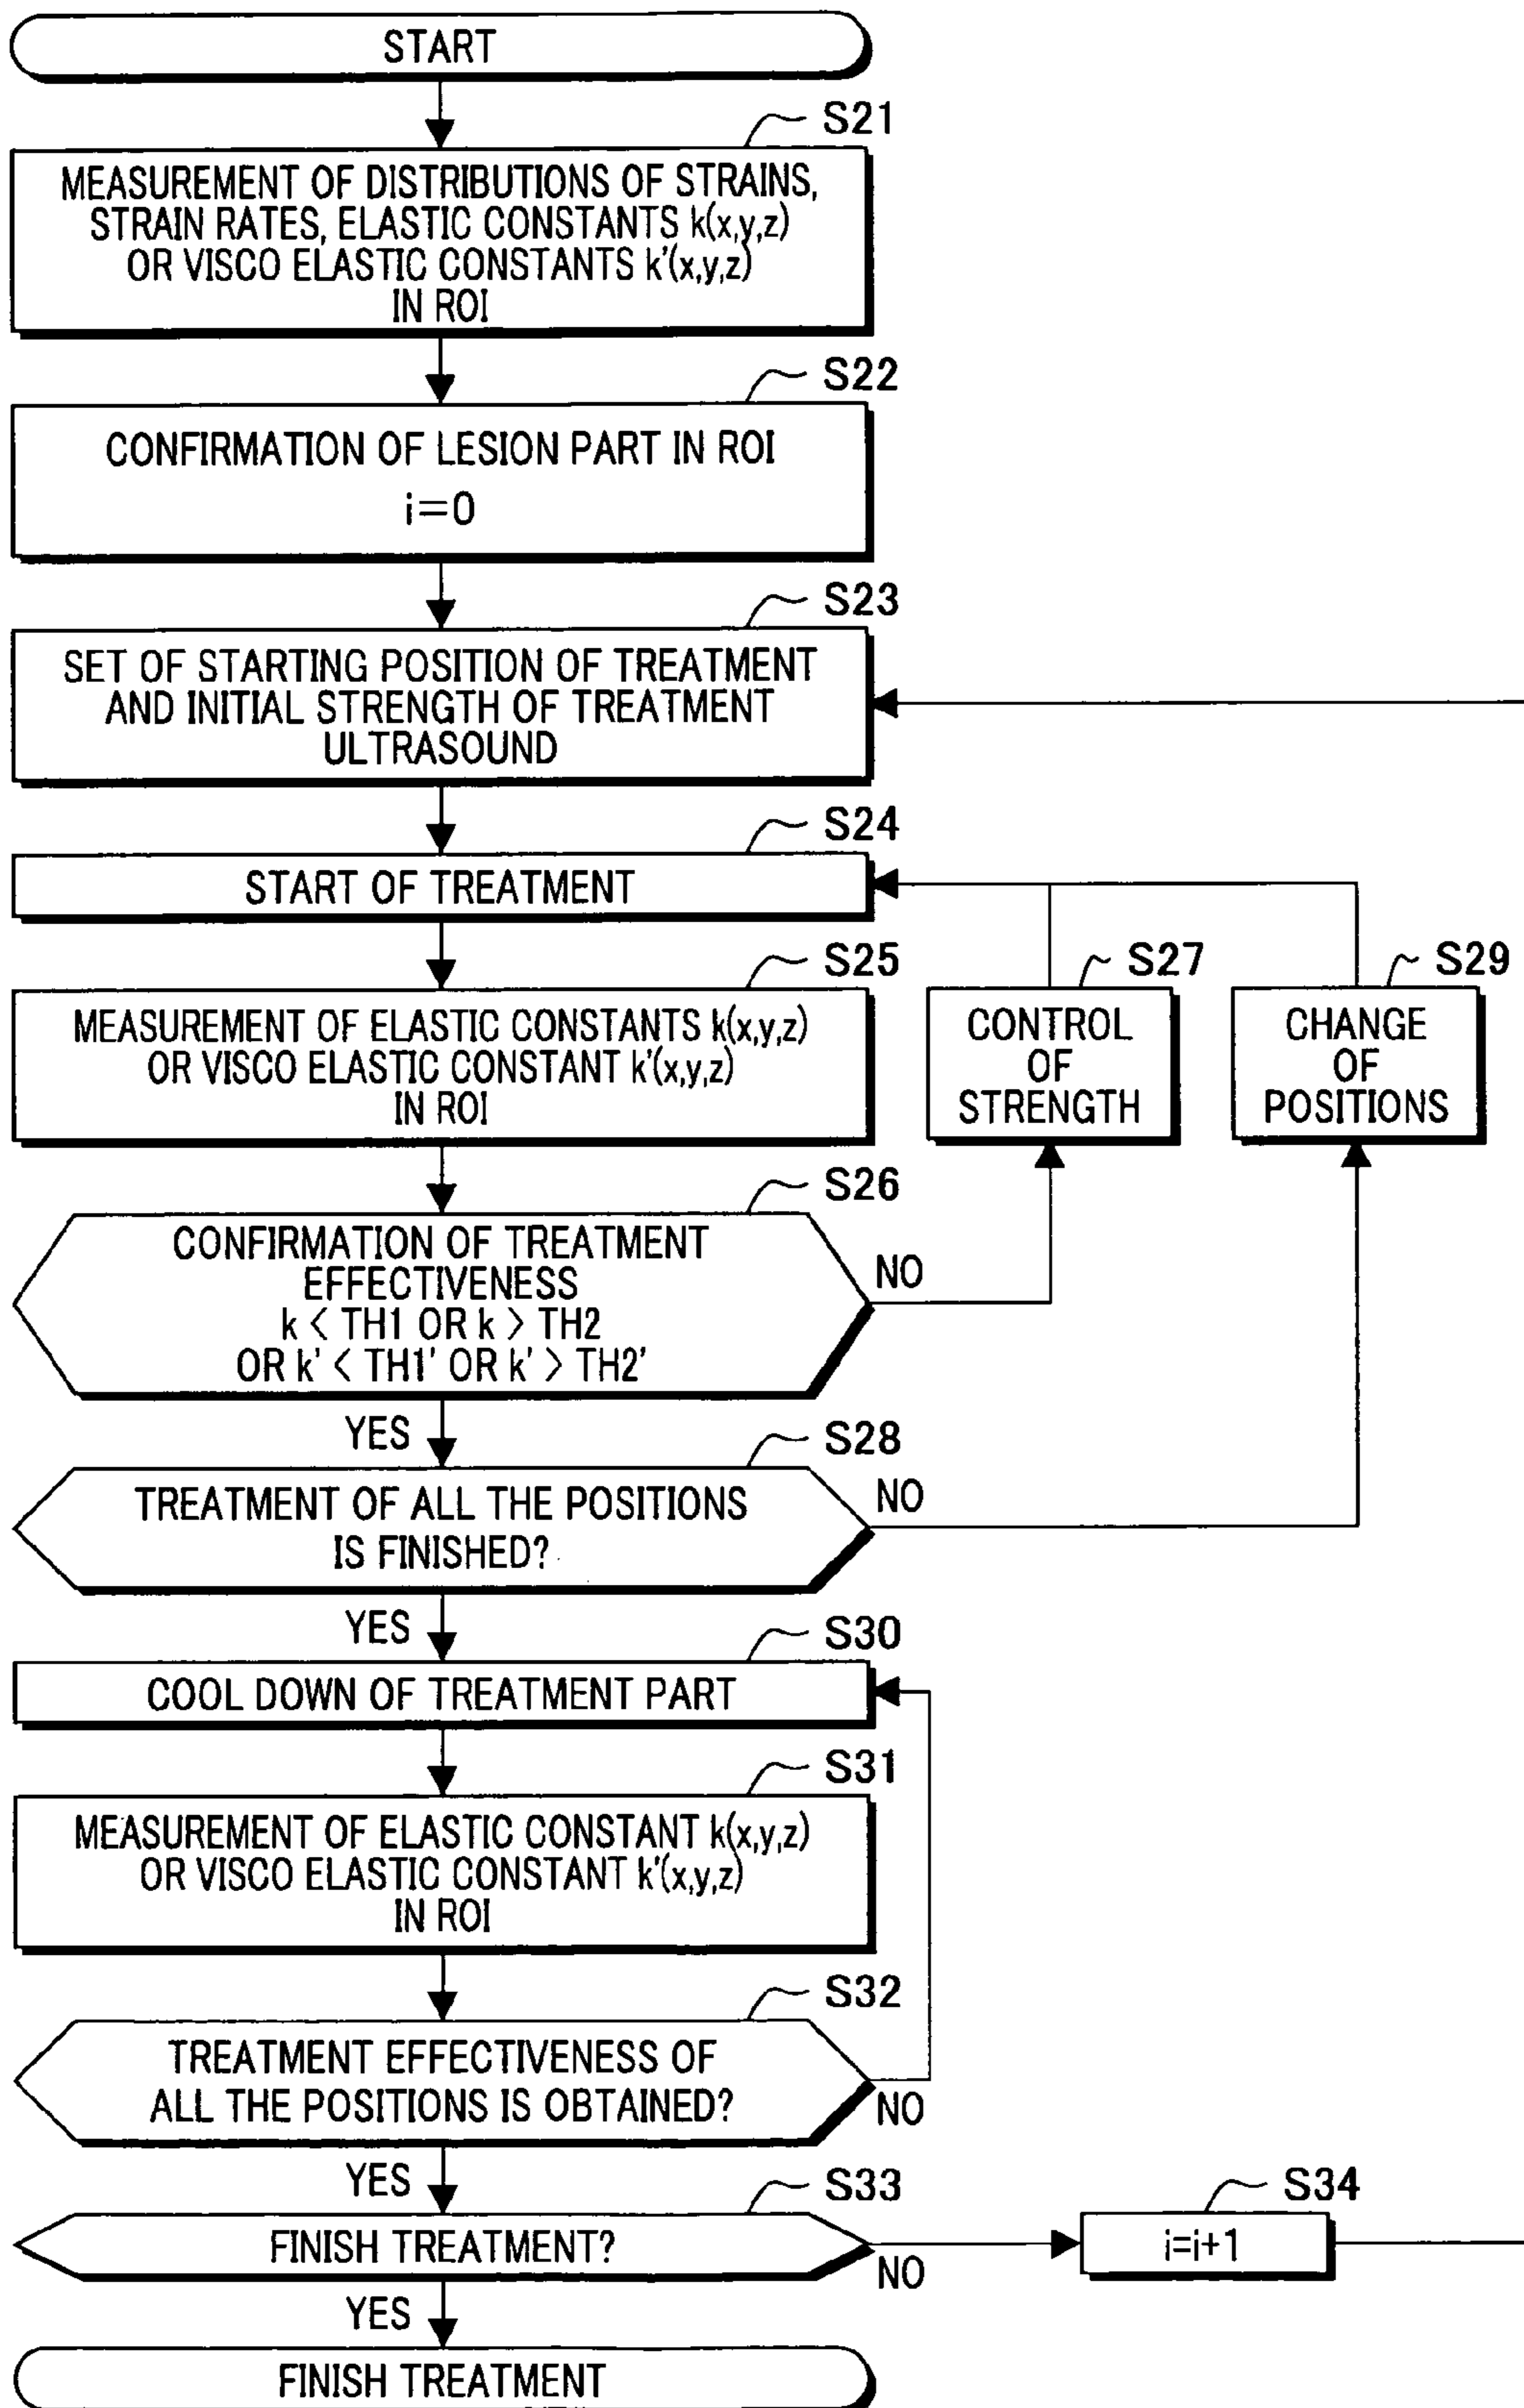 START
S21
MEASUREMENT OF DISTRIBUTIONS OF STRAINS,
STRAIN RATES, ELASTIC CONSTANTS k(x,y,z)
OR VISCO ELASTIC CONSTANTS k'(x,y,z)
IN ROI
S22
CONFIRMATION OF LESION PART IN ROI
i=0
S23
SET OF STARTING POSITION OF TREATMENT
AND INITIAL STRENGTH OF TREATMENT
ULTRASOUND
S24
START OF TREATMENT
S25
MEASUREMENT OF ELASTIC CONSTANTS k(x,y,z)
OR VISCO ELASTIC CONSTANT k'(x,y,z)
IN ROI
S27
CONTROL
OF
STRENGTH
S29
CHANGE
OF
POSITIONS
S26
CONFIRMATION OF TREATMENT
EFFECTIVENESS
k < TH1 OR k > TH2
OR k' < TH1' OR k' > TH2'
NO
YES
S28
TREATMENT OF ALL THE POSITIONS
IS FINISHED?
NO
YES
S30
COOL DOWN OF TREATMENT PART
S31
MEASUREMENT OF ELASTIC CONSTANT k(x,y,z)
OR VISCO ELASTIC CONSTANT k'(x,y,z)
IN ROI
S32
TREATMENT EFFECTIVENESS OF
ALL THE POSITIONS IS OBTAINED?
NO
YES
S33
FINISH TREATMENT?
NO
S34
i=i+1
YES
FINISH TREATMENT